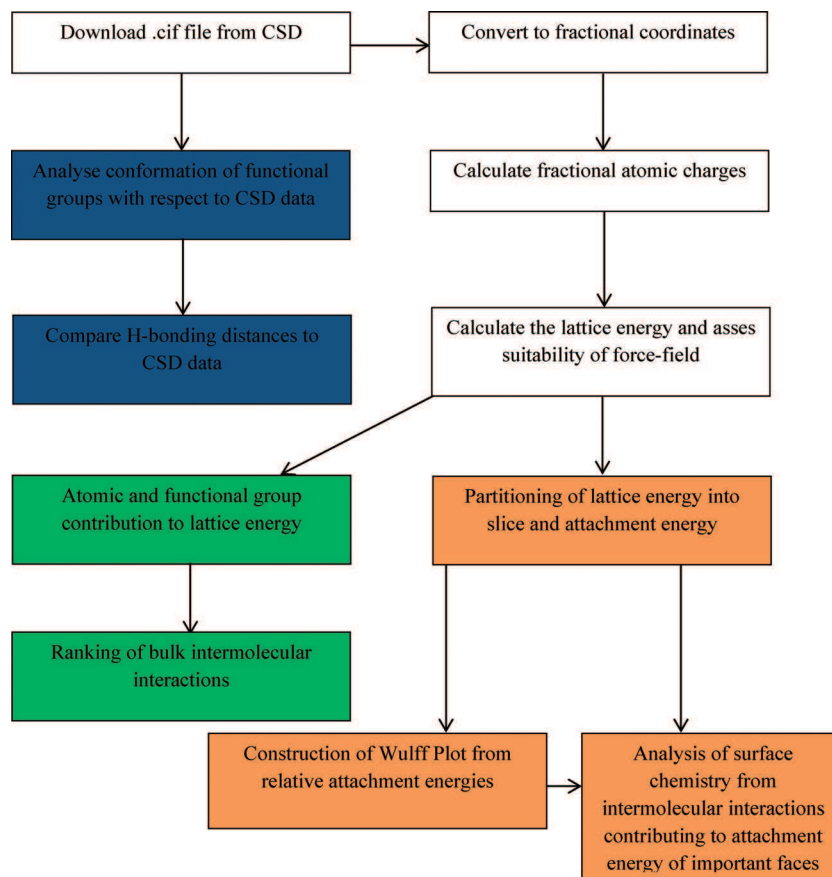 Download .cif file from CSD
Convert to fractional coordinates
Analyse conformation of functional
groups with respect to CSD data
Calculate fractional atomic charges
Compare H-bonding distances to
CSD data
Calculate the lattice energy and asses
suitability of force-field
Atomic and functional group
contribution to lattice energy
Partitioning of lattice energy into
slice and attachment energy
Ranking of bulk intermolecular
interactions
Construction of Wulff Plot from
relative attachment energies
Analysis of surface
chemistry from
intermolecular interactions
contributing to attachment
energy of important faces